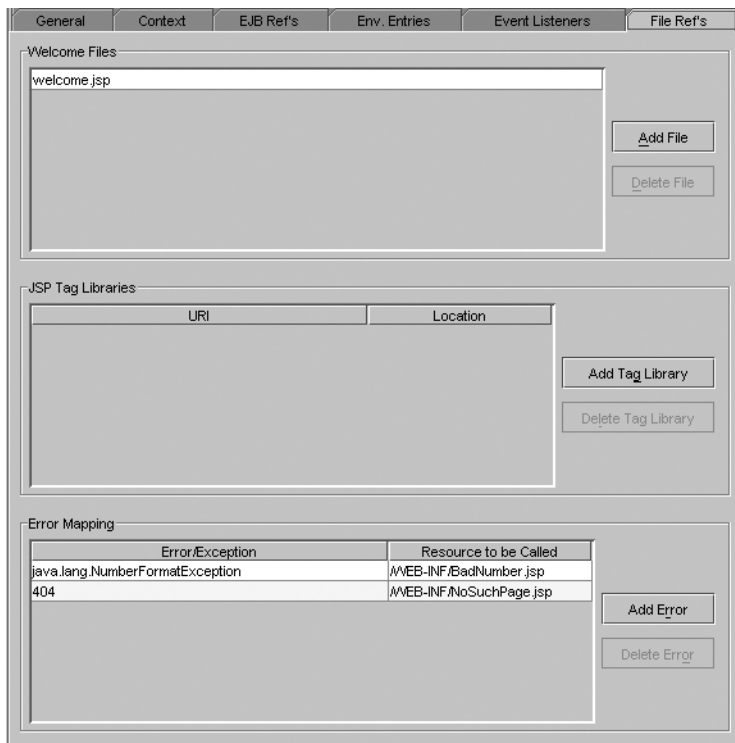 General Context EJB Ref's Env. Entries Event Listeners File Ref's
Welcome Files
welcome.jsp
Add File
Delete File
JSP Tag Libraries
URI Location
Add Tag Library
Delete Tag Library
Error Mapping
Error/Exception Resource to be Called
java.lang.NumberFormatException /WEB-INF/BadNumber.jsp
404 /WEB-INF/NoSuchPage.jsp
Add Error
Delete Error